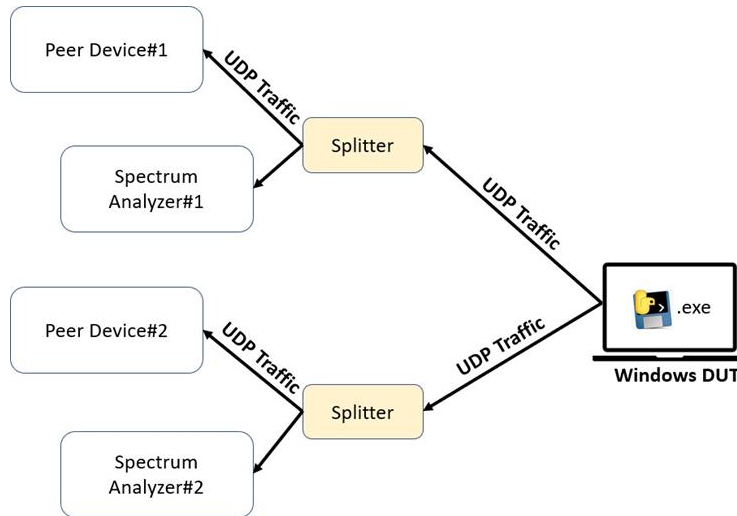 Peer Device#1
UDP Traffic
Splitter
Spectrum
Analyzer#1
UDP Traffic
.exe
Windows DUT
Peer Device#2
UDP Traffic
UDP Traffic
Splitter
Spectrum
Analyzer#2